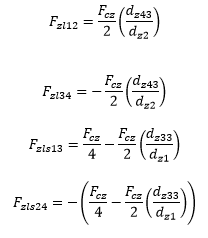 F_{zl12} = \frac{F_{cz}}{2} \left( \frac{d_{z43}}{d_{z2}} \right)
F_{zl34} = -\frac{F_{cz}}{2} \left( \frac{d_{z43}}{d_{z2}} \right)
F_{zls13} = \frac{F_{cz}}{4} - \frac{F_{cz}}{2} \left( \frac{d_{z33}}{d_{z1}} \right)
F_{zls24} = -\left( \frac{F_{cz}}{4} - \frac{F_{cz}}{2} \left( \frac{d_{z33}}{d_{z1}} \right) \right)